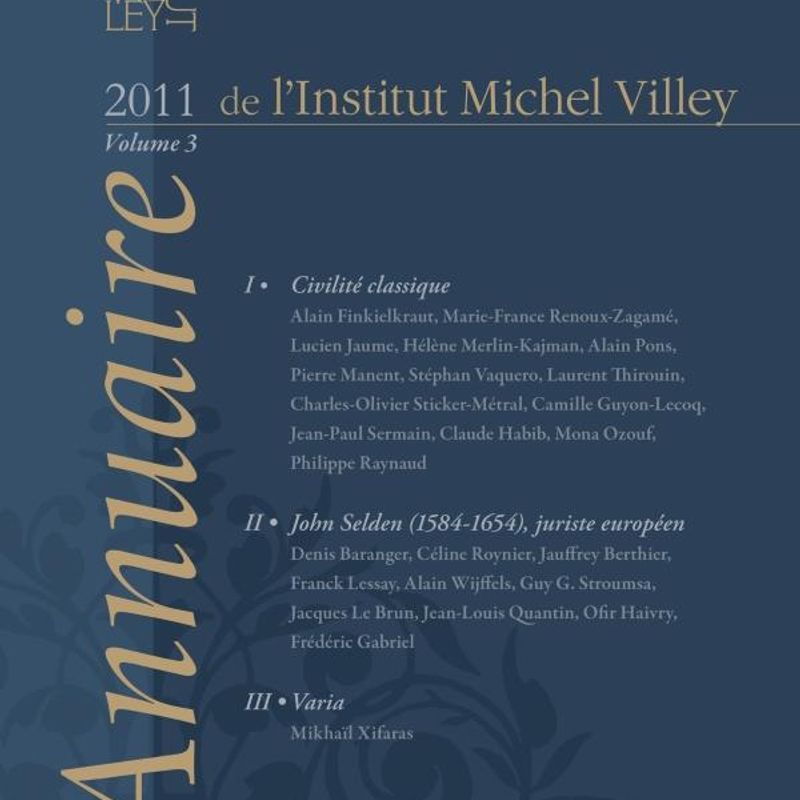 LEY
2011 de l'Institut Michel Villey
Volume 3
Annuaire
I • Civilité classique
Alain Finkielkraut, Marie-France Renoux-Zagamé,
Lucien Jaume, Hélène Merlin-Kajman, Alain Pons,
Pierre Manent, Stéphan Vaquero, Laurent Thirouin,
Charles-Olivier Sticker-Métral, Camille Guyon-Lecoq,
Jean-Paul Sermain, Claude Habib, Mona Ozouf,
Philippe Raynaud
II • John Selden (1584-1654), juriste européen
Denis Baranger, Céline Roynier, Jauffrey Berthier,
Franck Lessay, Alain Wijffels, Guy G. Stroumsa,
Jacques Le Brun, Jean-Louis Quantin, Ofir Haivry,
Frédéric Gabriel
III • Varia
Mikhaïl Xifaras